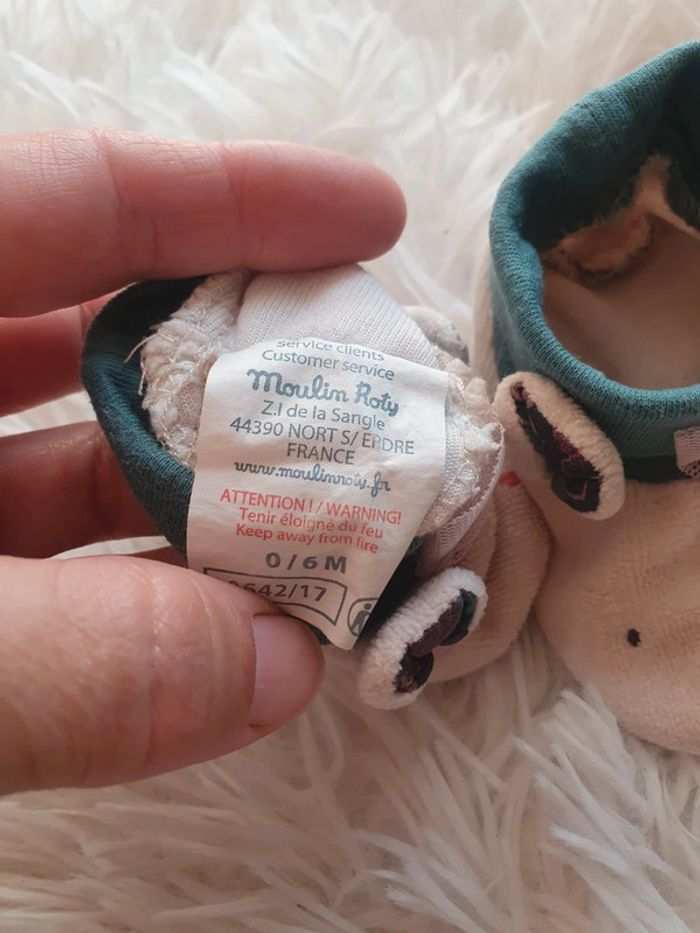 service clients
Customer service
Moulin Roty
Z.I de la Sangle
44390 NORT S/ ERDRE
FRANCE
www.moulinroty.fr
ATTENTION ! / WARNING!
Tenir éloigné du feu
Keep away from fire
0/6M
642/17